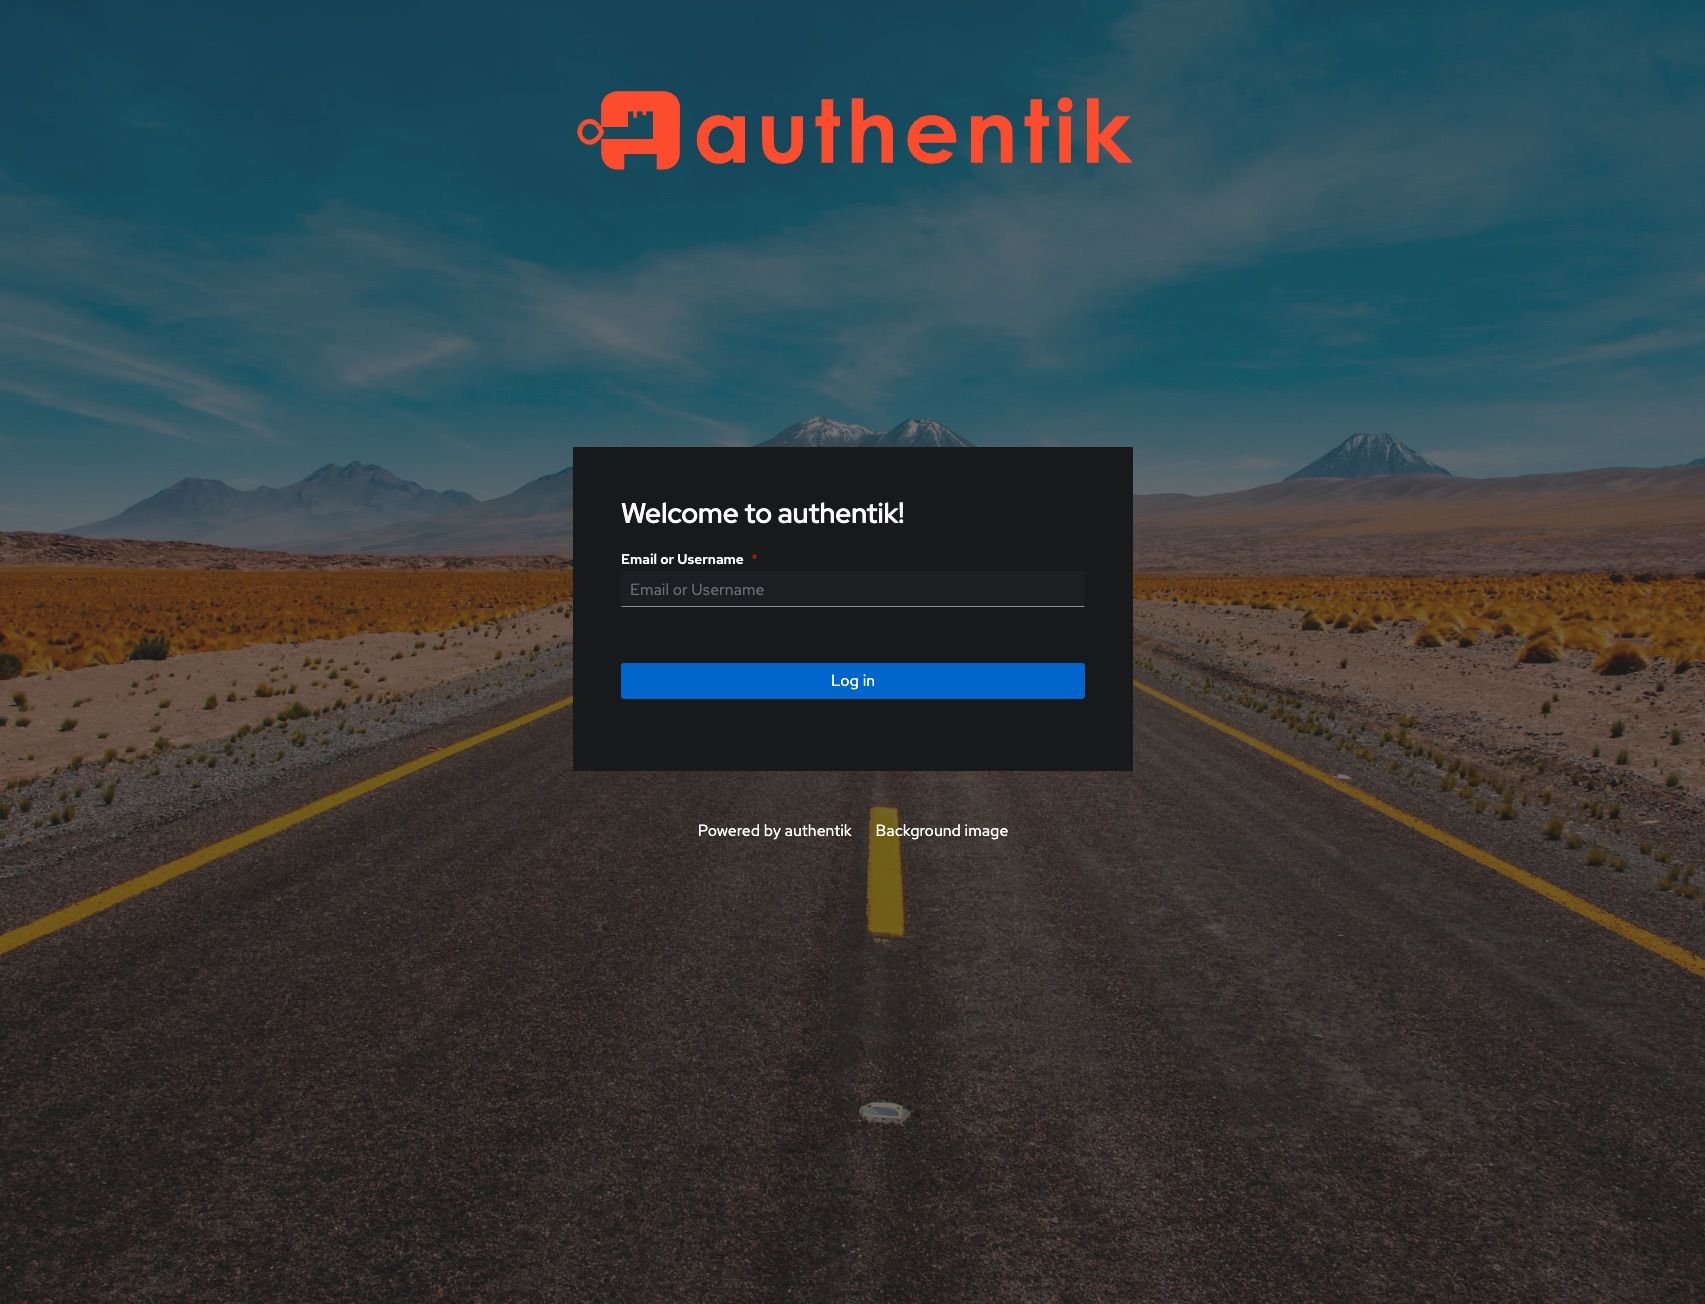 authentik
Welcome to authentik!
Email or Username *
Email or Username
Log in
Powered by authentik Background image